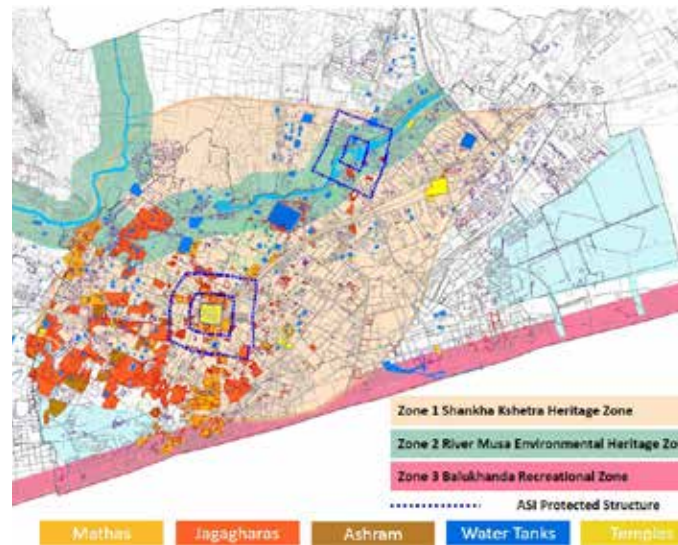 Zone 1 Shankha Kshetra Heritage Zone
Zone 2 River Musa Environmental Heritage Zo
Zone 3 Balukhanda Recreational Zone
ASI Protected Structure
Mathas
Jagagharas
Ashram
Water Tanks
Temples